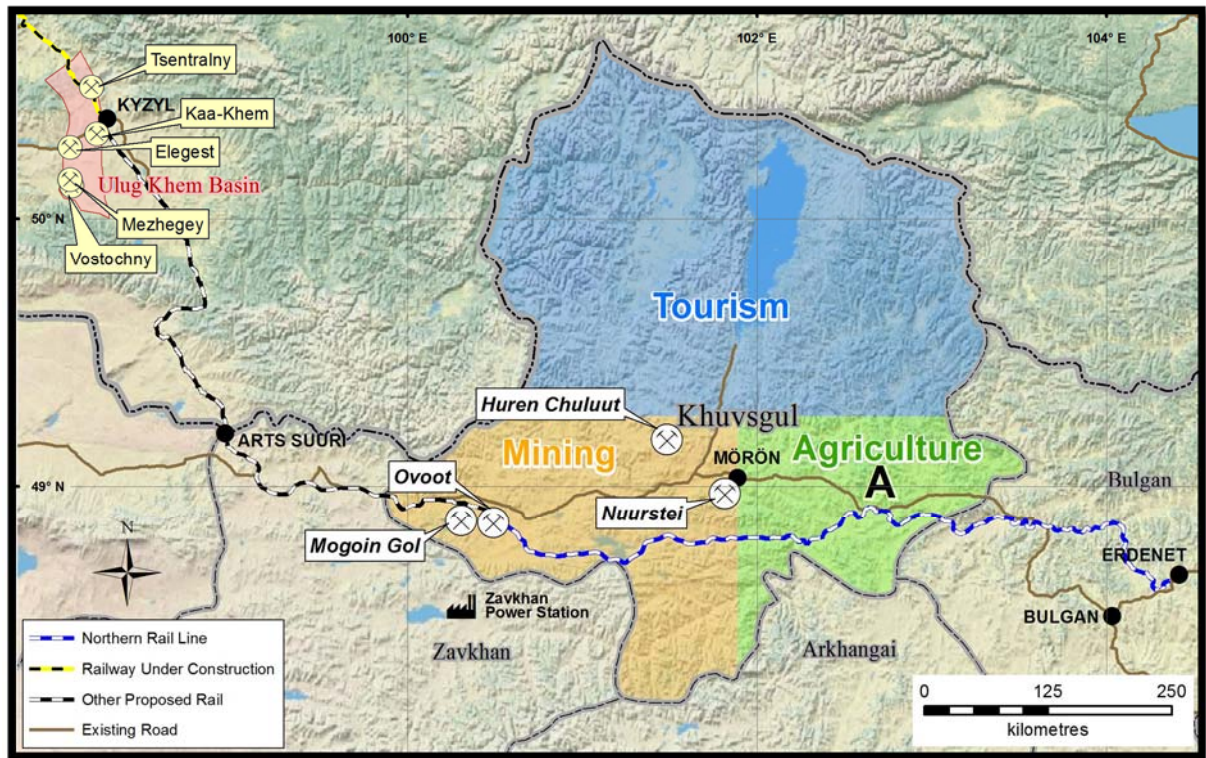 100° E
102° E
104° E
Tsentralny
KYZYL
Kaa-Khem
Elegest
Ulug Khem Basin
50° N
Mezhegey
Vostochny
Tourism
Huren Chuluut
Khuvsgul
ARTS SUURI
Mining
MÖRÖN
Agriculture
A
Ovoot
49° N
Bulgan
Nuurstei
Mogoin Gol
N
ERDENET
Zavkhan
Power Station
BULGAN
Zavkhan
Arkhangai
Northern Rail Line
Railway Under Construction
Other Proposed Rail
Existing Road
0 125 250
kilometres